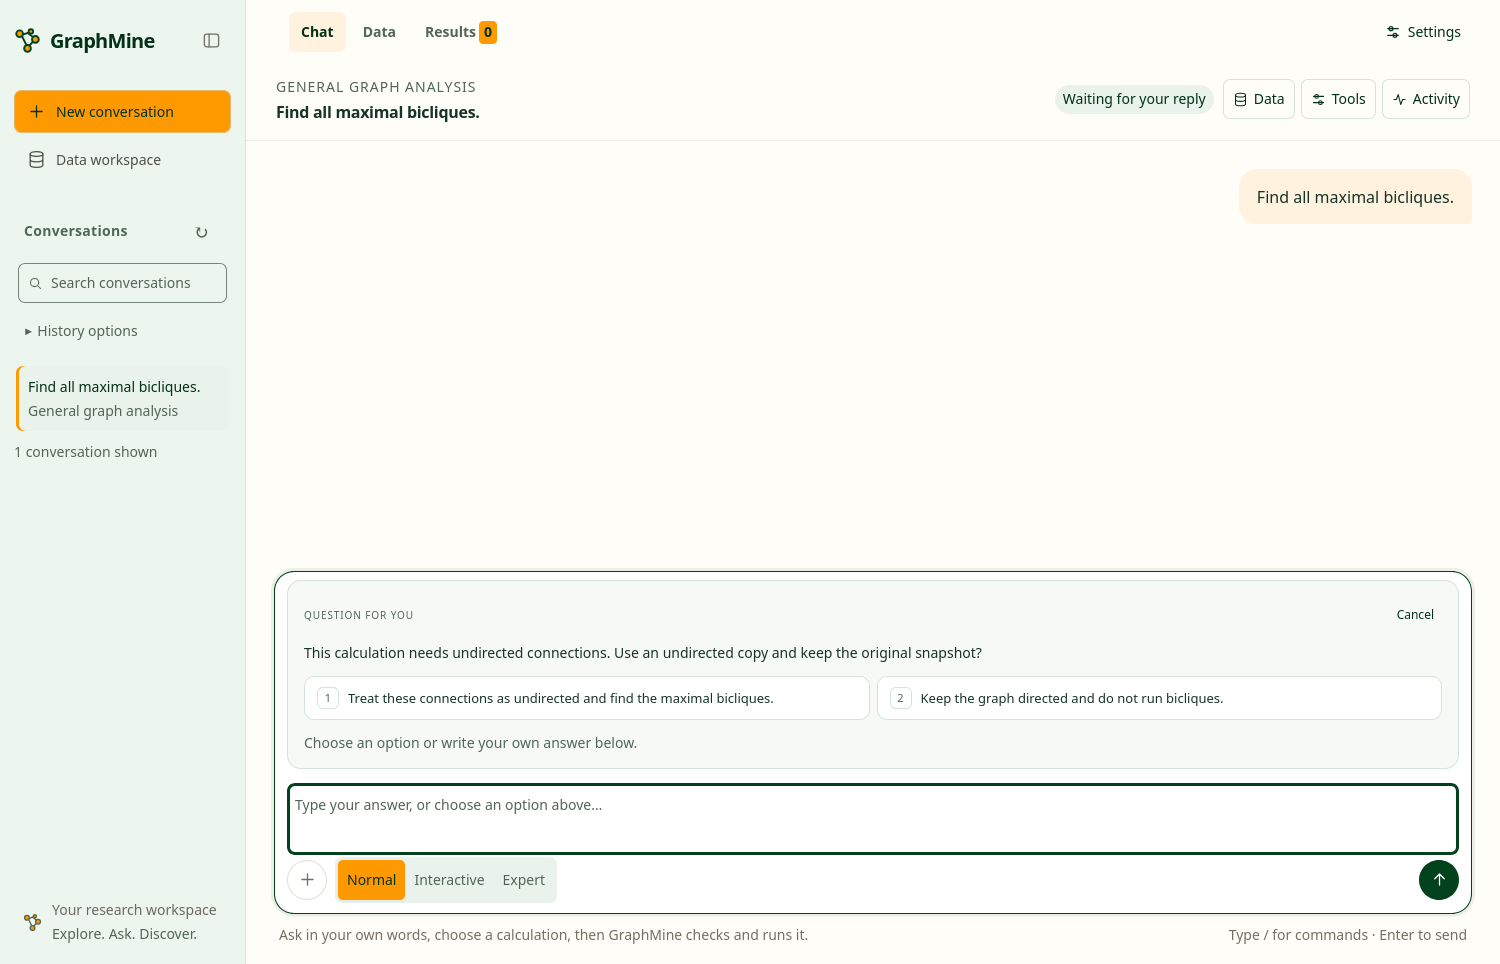 GraphMine
New conversation
Data workspace
Conversations
Search conversations
History options
Find all maximal bicliques.
General graph analysis
1 conversation shown
Your research workspace
Explore. Ask. Discover.
Chat
Data
Results 0
Settings
GENERAL GRAPH ANALYSIS
Find all maximal bicliques.
Waiting for your reply
Data
Tools
Activity
Find all maximal bicliques.
QUESTION FOR YOU
Cancel
This calculation needs undirected connections. Use an undirected copy and keep the original snapshot?
1 Treat these connections as undirected and find the maximal bicliques.
2 Keep the graph directed and do not run bicliques.
Choose an option or write your own answer below.
Type your answer, or choose an option above...
Normal
Interactive
Expert
Ask in your own words, choose a calculation, then GraphMine checks and runs it.
Type / for commands · Enter to send